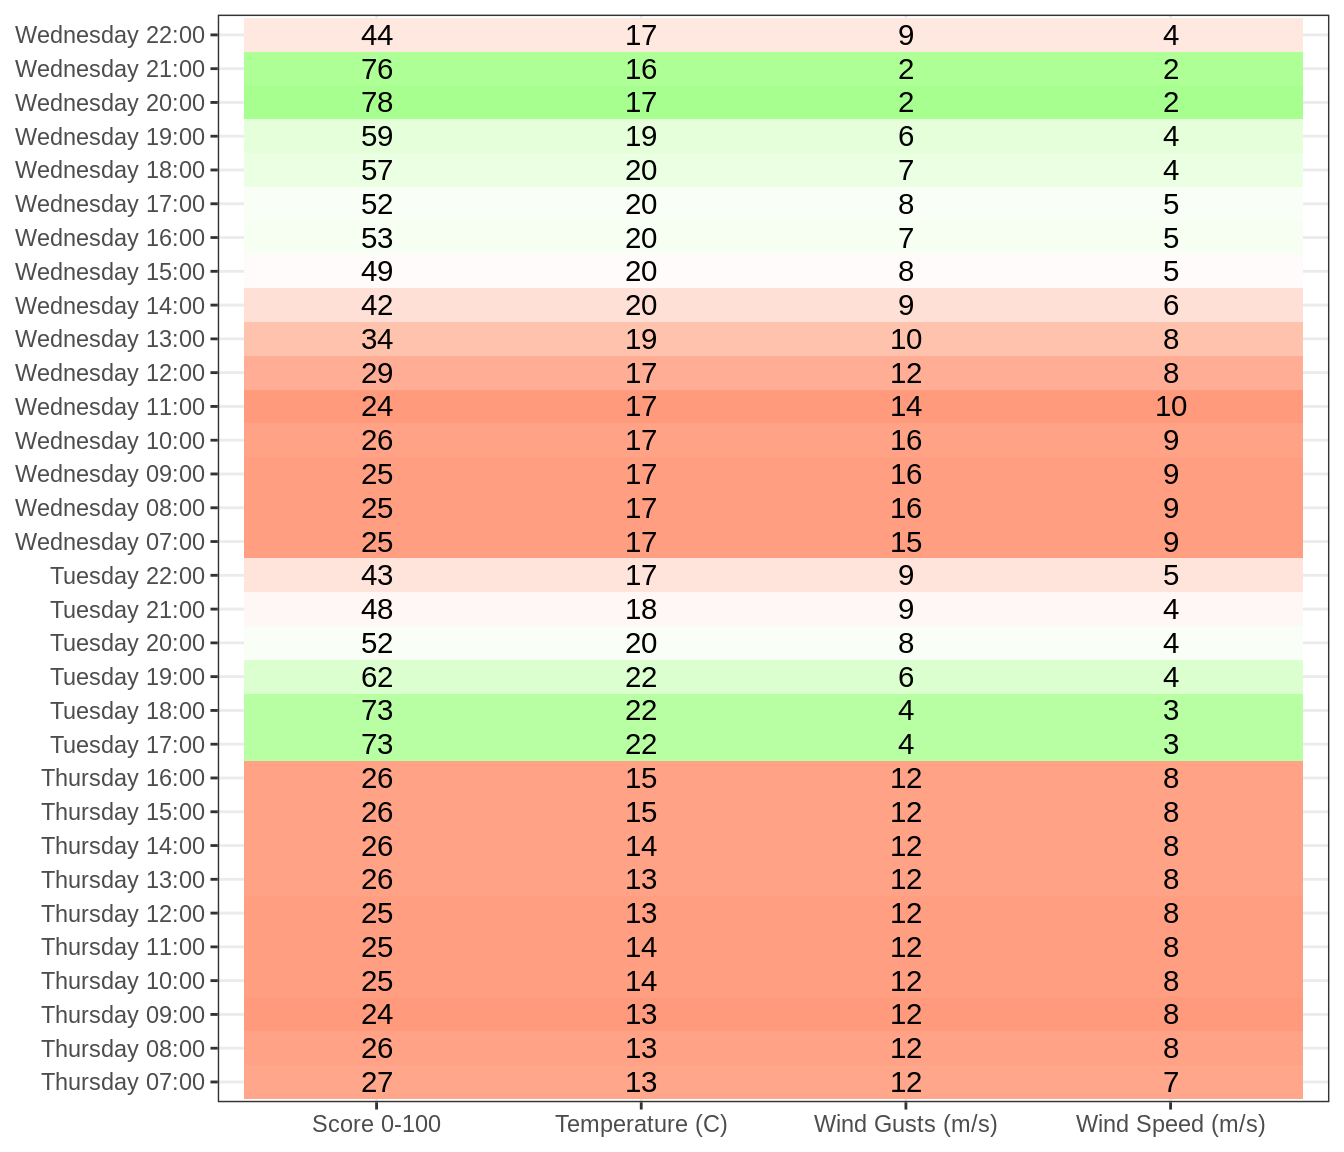 Wednesday 22:00 44 17 9 4
Wednesday 21:00 76 16 2 2
Wednesday 20:00 78 17 2 2
Wednesday 19:00 59 19 6 4
Wednesday 18:00 57 20 7 4
Wednesday 17:00 52 20 8 5
Wednesday 16:00 53 20 7 5
Wednesday 15:00 49 20 8 5
Wednesday 14:00 42 20 9 6
Wednesday 13:00 34 19 10 8
Wednesday 12:00 29 17 12 8
Wednesday 11:00 24 17 14 10
Wednesday 10:00 26 17 16 9
Wednesday 09:00 25 17 16 9
Wednesday 08:00 25 17 16 9
Wednesday 07:00 25 17 15 9
Tuesday 22:00 43 17 9 5
Tuesday 21:00 48 18 9 4
Tuesday 20:00 52 20 8 4
Tuesday 19:00 62 22 6 4
Tuesday 18:00 73 22 4 3
Tuesday 17:00 73 22 4 3
Thursday 16:00 26 15 12 8
Thursday 15:00 26 15 12 8
Thursday 14:00 26 14 12 8
Thursday 13:00 26 13 12 8
Thursday 12:00 25 13 12 8
Thursday 11:00 25 14 12 8
Thursday 10:00 25 14 12 8
Thursday 09:00 24 13 12 8
Thursday 08:00 26 13 12 8
Thursday 07:00 27 13 12 7
Score 0-100 Temperature (C) Wind Gusts (m/s) Wind Speed (m/s)